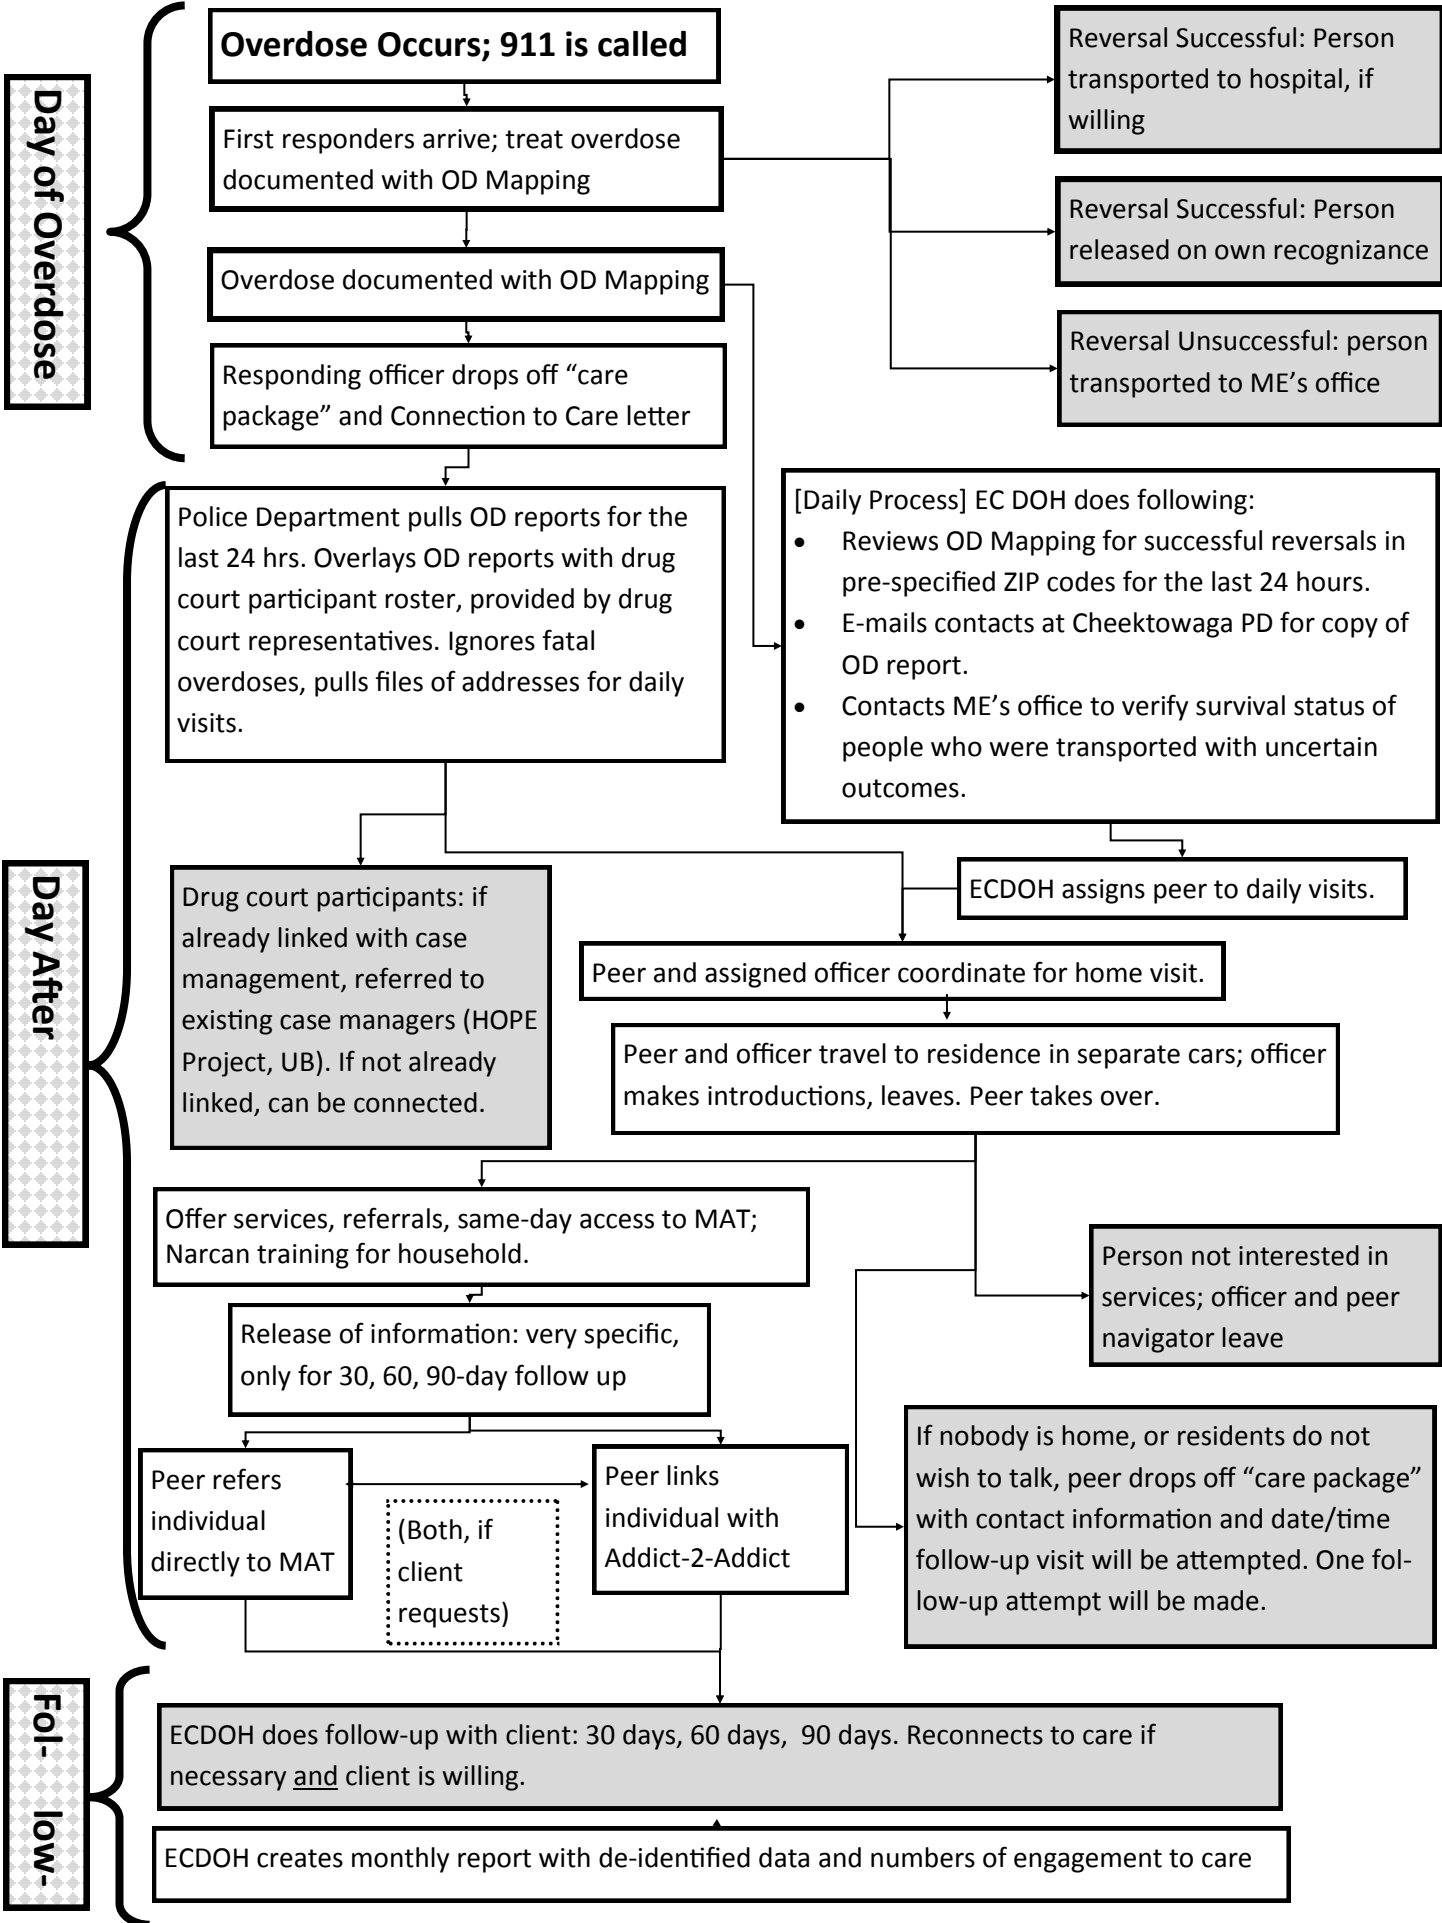 Day of Overdose
Overdose Occurs; 911 is called
First responders arrive; treat overdose
documented with OD Mapping
Overdose documented with OD Mapping
Responding officer drops off “care
package” and Connection to Care letter
Reversal Successful: Person
transported to hospital, if
willing
Reversal Successful: Person
released on own recognizance
Reversal Unsuccessful: person
transported to ME’s office
Day After
Police Department pulls OD reports for the
last 24 hrs. Overlays OD reports with drug
court participant roster, provided by drug
court representatives. Ignores fatal
overdoses, pulls files of addresses for daily
visits.
[Daily Process] EC DOH does following:
• Reviews OD Mapping for successful reversals in
pre-specified ZIP codes for the last 24 hours.
• E-mails contacts at Cheektowaga PD for copy of
OD report.
• Contacts ME’s office to verify survival status of
people who were transported with uncertain
outcomes.
ECDOH assigns peer to daily visits.
Drug court participants: if
already linked with case
management, referred to
existing case managers (HOPE
Project, UB). If not already
linked, can be connected.
Peer and assigned officer coordinate for home visit.
Peer and officer travel to residence in separate cars; officer
makes introductions, leaves. Peer takes over.
Offer services, referrals, same-day access to MAT;
Narcan training for household.
Person not interested in
services; officer and peer
navigator leave
Release of information: very specific,
only for 30, 60, 90-day follow up
If nobody is home, or residents do not
wish to talk, peer drops off “care package”
with contact information and date/time
follow-up visit will be attempted. One fol-
low-up attempt will be made.
Peer refers
individual
directly to MAT
(Both, if
client
requests)
Peer links
individual with
Addict-2-Addict
Fol- low-
ECDOH does follow-up with client: 30 days, 60 days, 90 days. Reconnects to care if
necessary and client is willing.
ECDOH creates monthly report with de-identified data and numbers of engagement to care